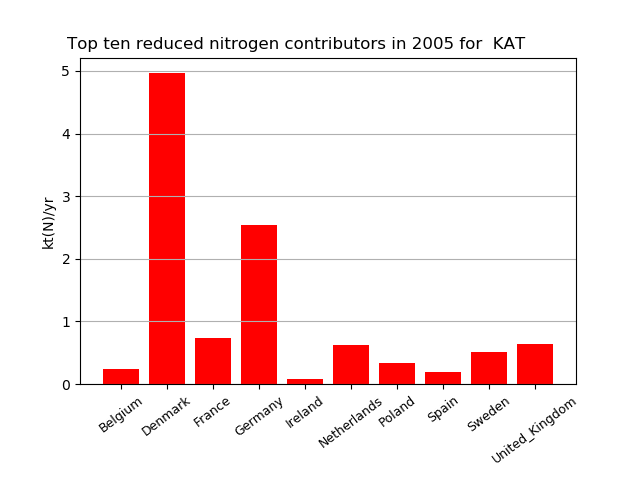 Top ten reduced nitrogen contributors in 2005 for  KAT
kt(N)/yr
5
4
3
2
1
0
Belgium
Denmark
France
Germany
Ireland
Netherlands
Poland
Spain
Sweden
United_Kingdom